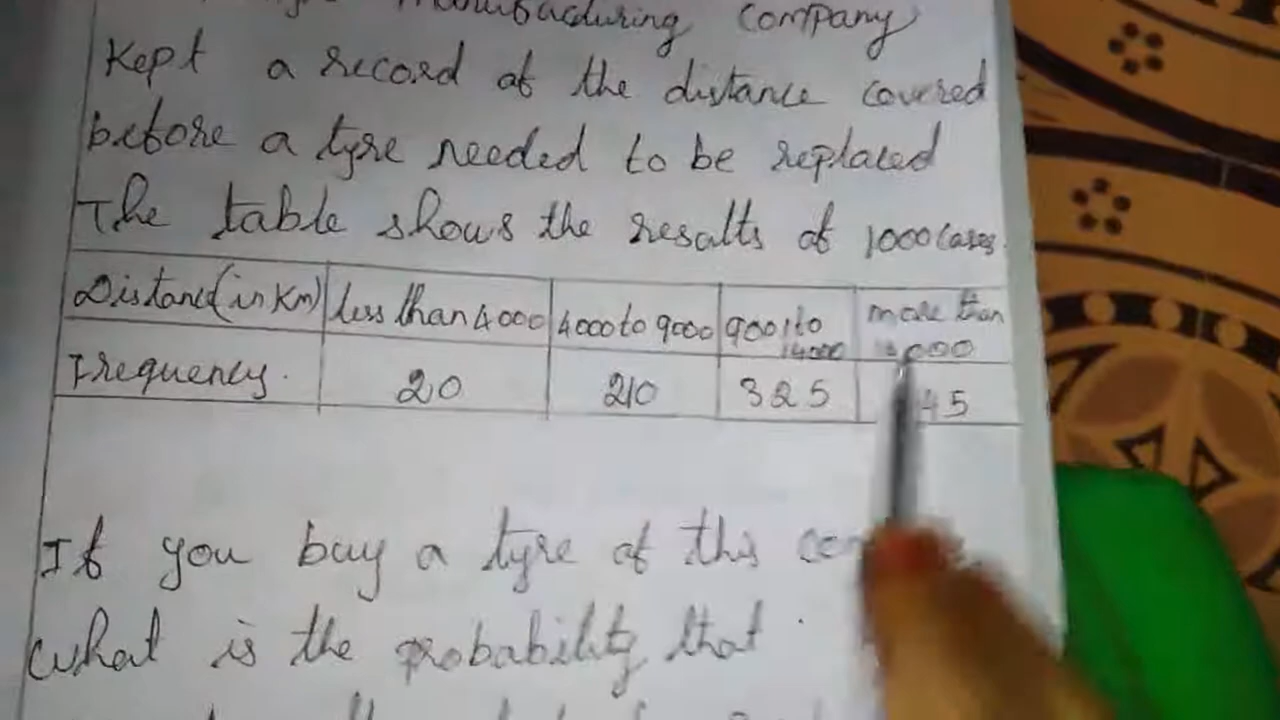 manufacturing company
Kept a record of the distance covered
before a tyre needed to be replaced
The table shows the results of 1000 Cases.
Distance(in Km) less than 4000 4000 to 9000 9001 to 14000 more than
Frequency. 20 210 325 45
If you buy a tyre of this
What is the probability that